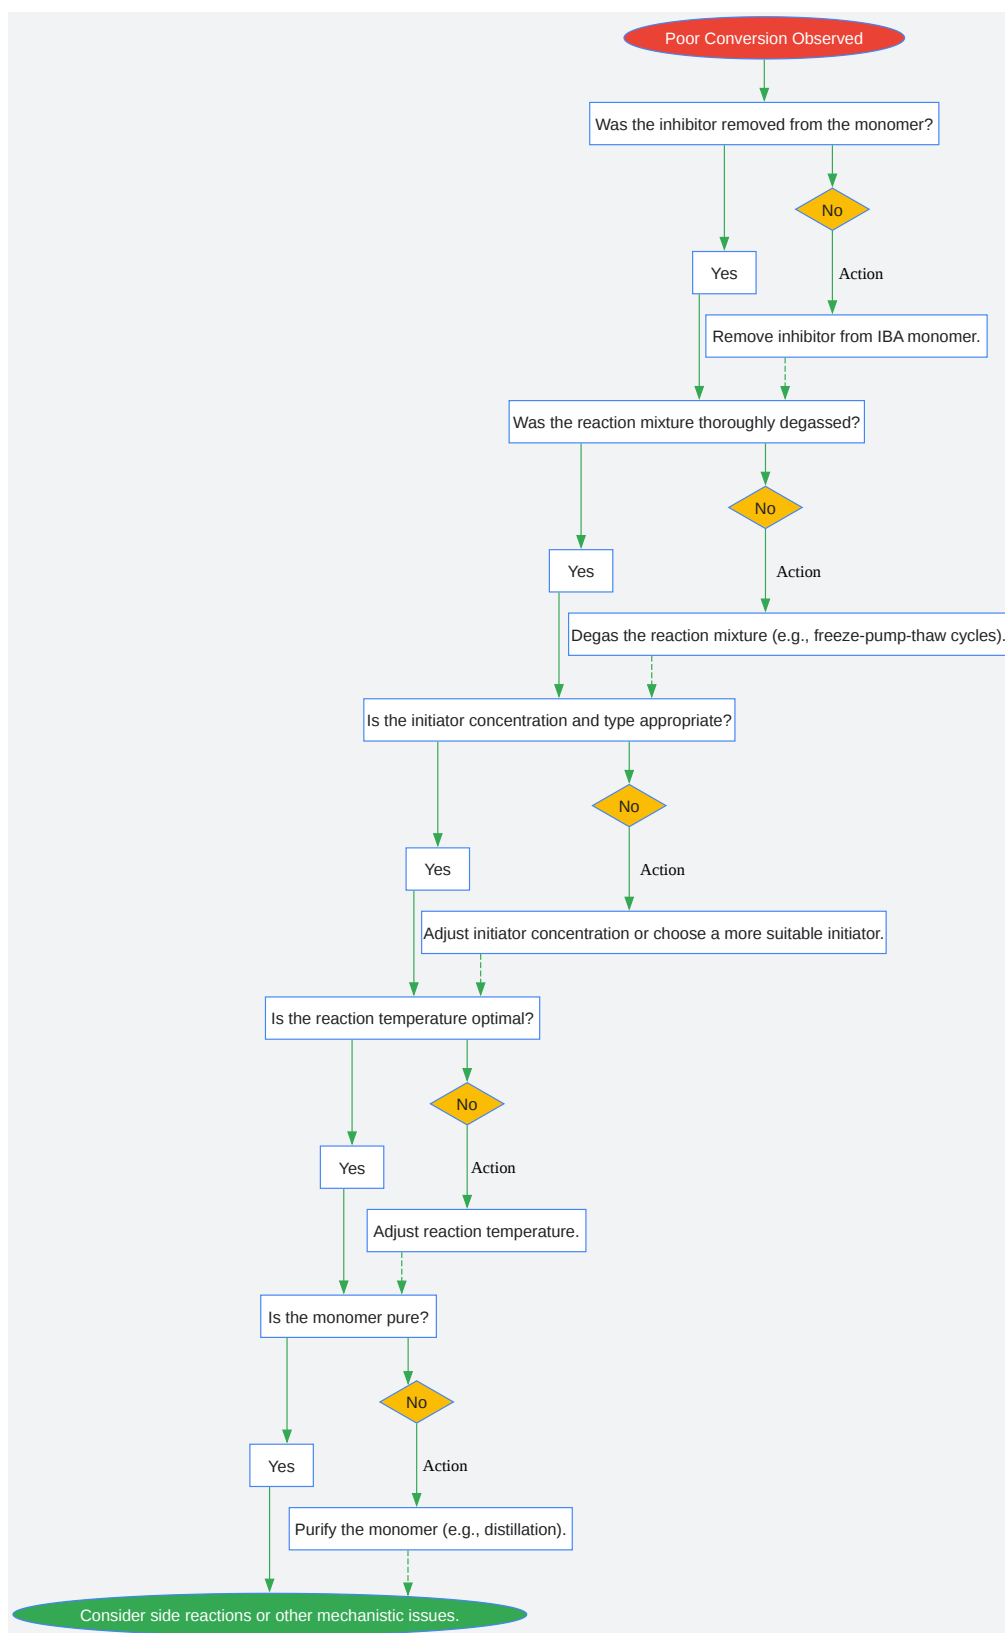 Poor Conversion Observed
Was the inhibitor removed from the monomer?
No
Yes
Action
Remove inhibitor from IBA monomer.
Was the reaction mixture thoroughly degassed?
No
Yes
Action
Degas the reaction mixture (e.g., freeze-pump-thaw cycles).
Is the initiator concentration and type appropriate?
No
Yes
Action
Adjust initiator concentration or choose a more suitable initiator.
Is the reaction temperature optimal?
No
Yes
Action
Adjust reaction temperature.
Is the monomer pure?
No
Yes
Action
Purify the monomer (e.g., distillation).
Consider side reactions or other mechanistic issues.